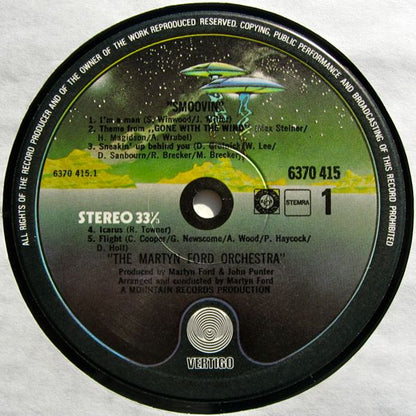 ALL RIGHTS OF THE RECORD PRODUCER AND OF THE OWNER OF THE WORK REPRODUCED RESERVED. COPYING, PUBLIC PERFORMANCE AND BROADCASTING OF THIS RECORD PROHIBITED
"SMOOVIN"
1. I'm a man (S. Winwood/J. Miller)
2. Theme from ,,GONE WITH THE WIND" (Max Steiner/
H. Magidson/A. Wrubel)
3. Sneakin' up behind you (D. Grolnick/W. Lee/
D. Sanbourn/R. Brecker/M. Brecker)
6370 415.1
6370 415
STEREO 33⅓
STEMRA
1
4. Icarus (R. Towner)
5. Flight (C. Cooper/G. Newscome/A. Wood/P. Haycock/
D. Holt)
"THE MARTYN FORD ORCHESTRA"
Produced by Martyn Ford & John Punter
Arranged and conducted by Martyn Ford
A MOUNTAIN RECORDS PRODUCTION
VERTIGO